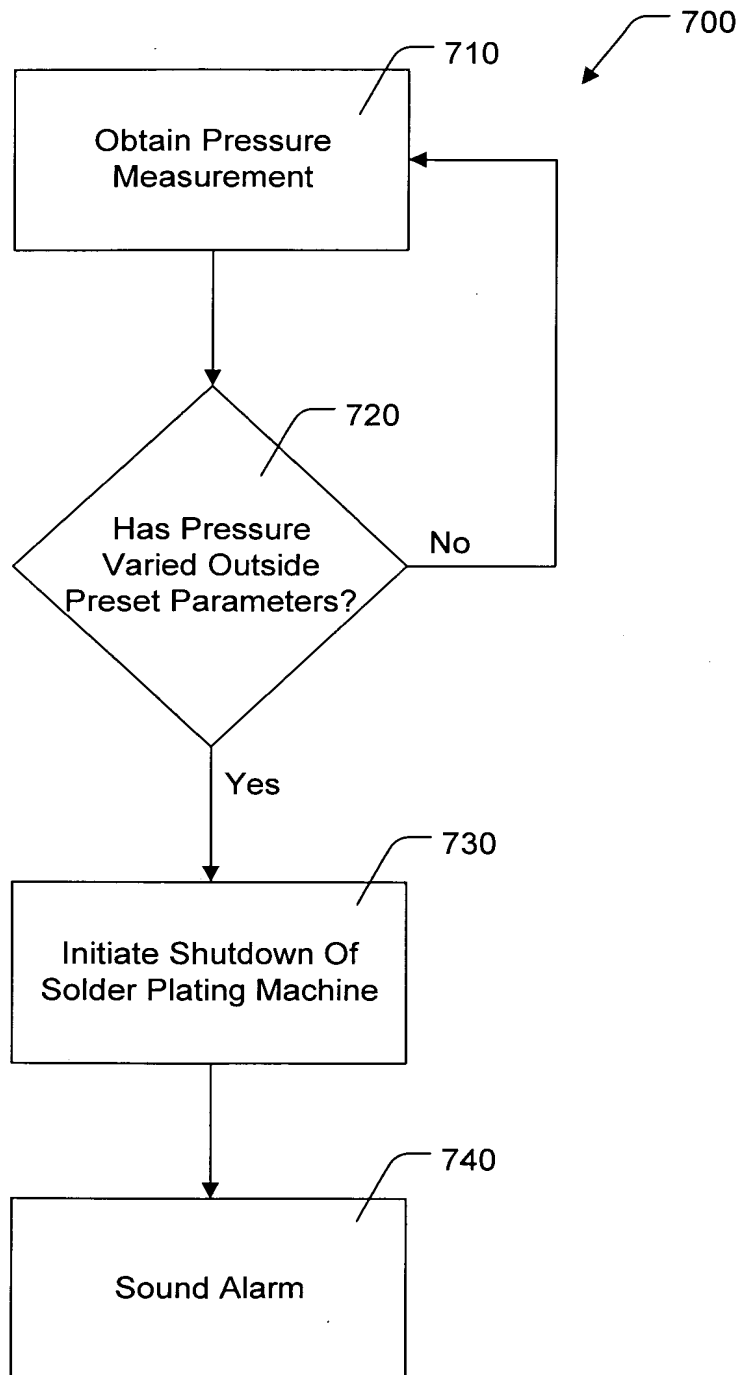 700
710
Obtain Pressure
Measurement
720
Has Pressure
Varied Outside
Preset Parameters?
No
Yes
730
Initiate Shutdown Of
Solder Plating Machine
740
Sound Alarm